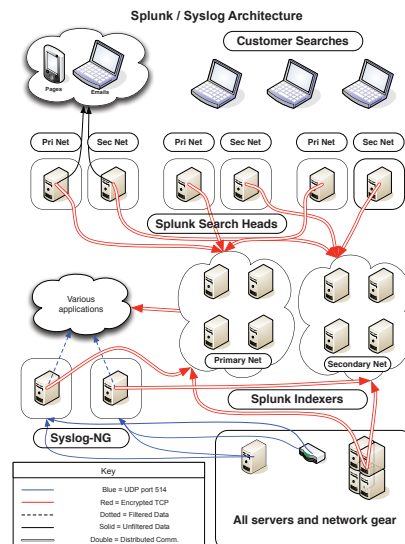 Splunk / Syslog Architecture
Customer Searches
Pages
Emails
Pri Net
Sec Net
Pri Net
Sec Net
Pri Net
Sec Net
Splunk Search Heads
Various
applications
Primary Net
Secondary Net
Splunk Indexers
Syslog-NG
All servers and network gear
Key
Blue = UDP port 514
Red = Encrypted TCP
Dotted = Filtered Data
Solid = Unfiltered Data
Double = Distributed Comm.